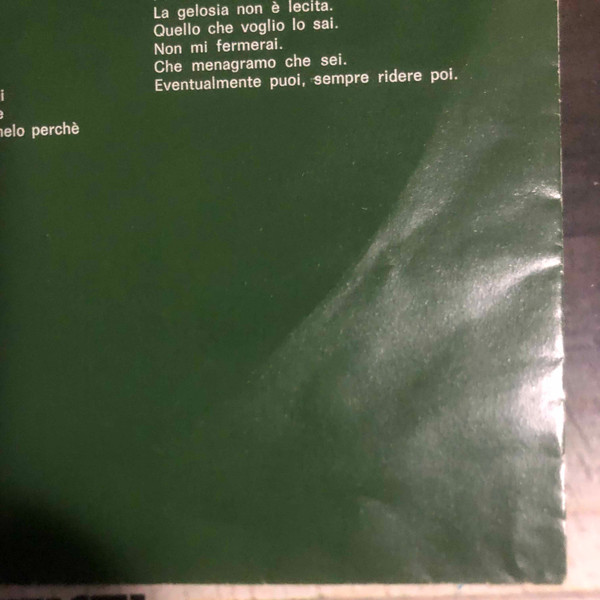 La gelosia non è lecita.
Quello che voglio lo sai.
Non mi fermerai.
Che menagramo che sei.
Eventualmente puoi, sempre ridere poi.
i
e
melo perchè